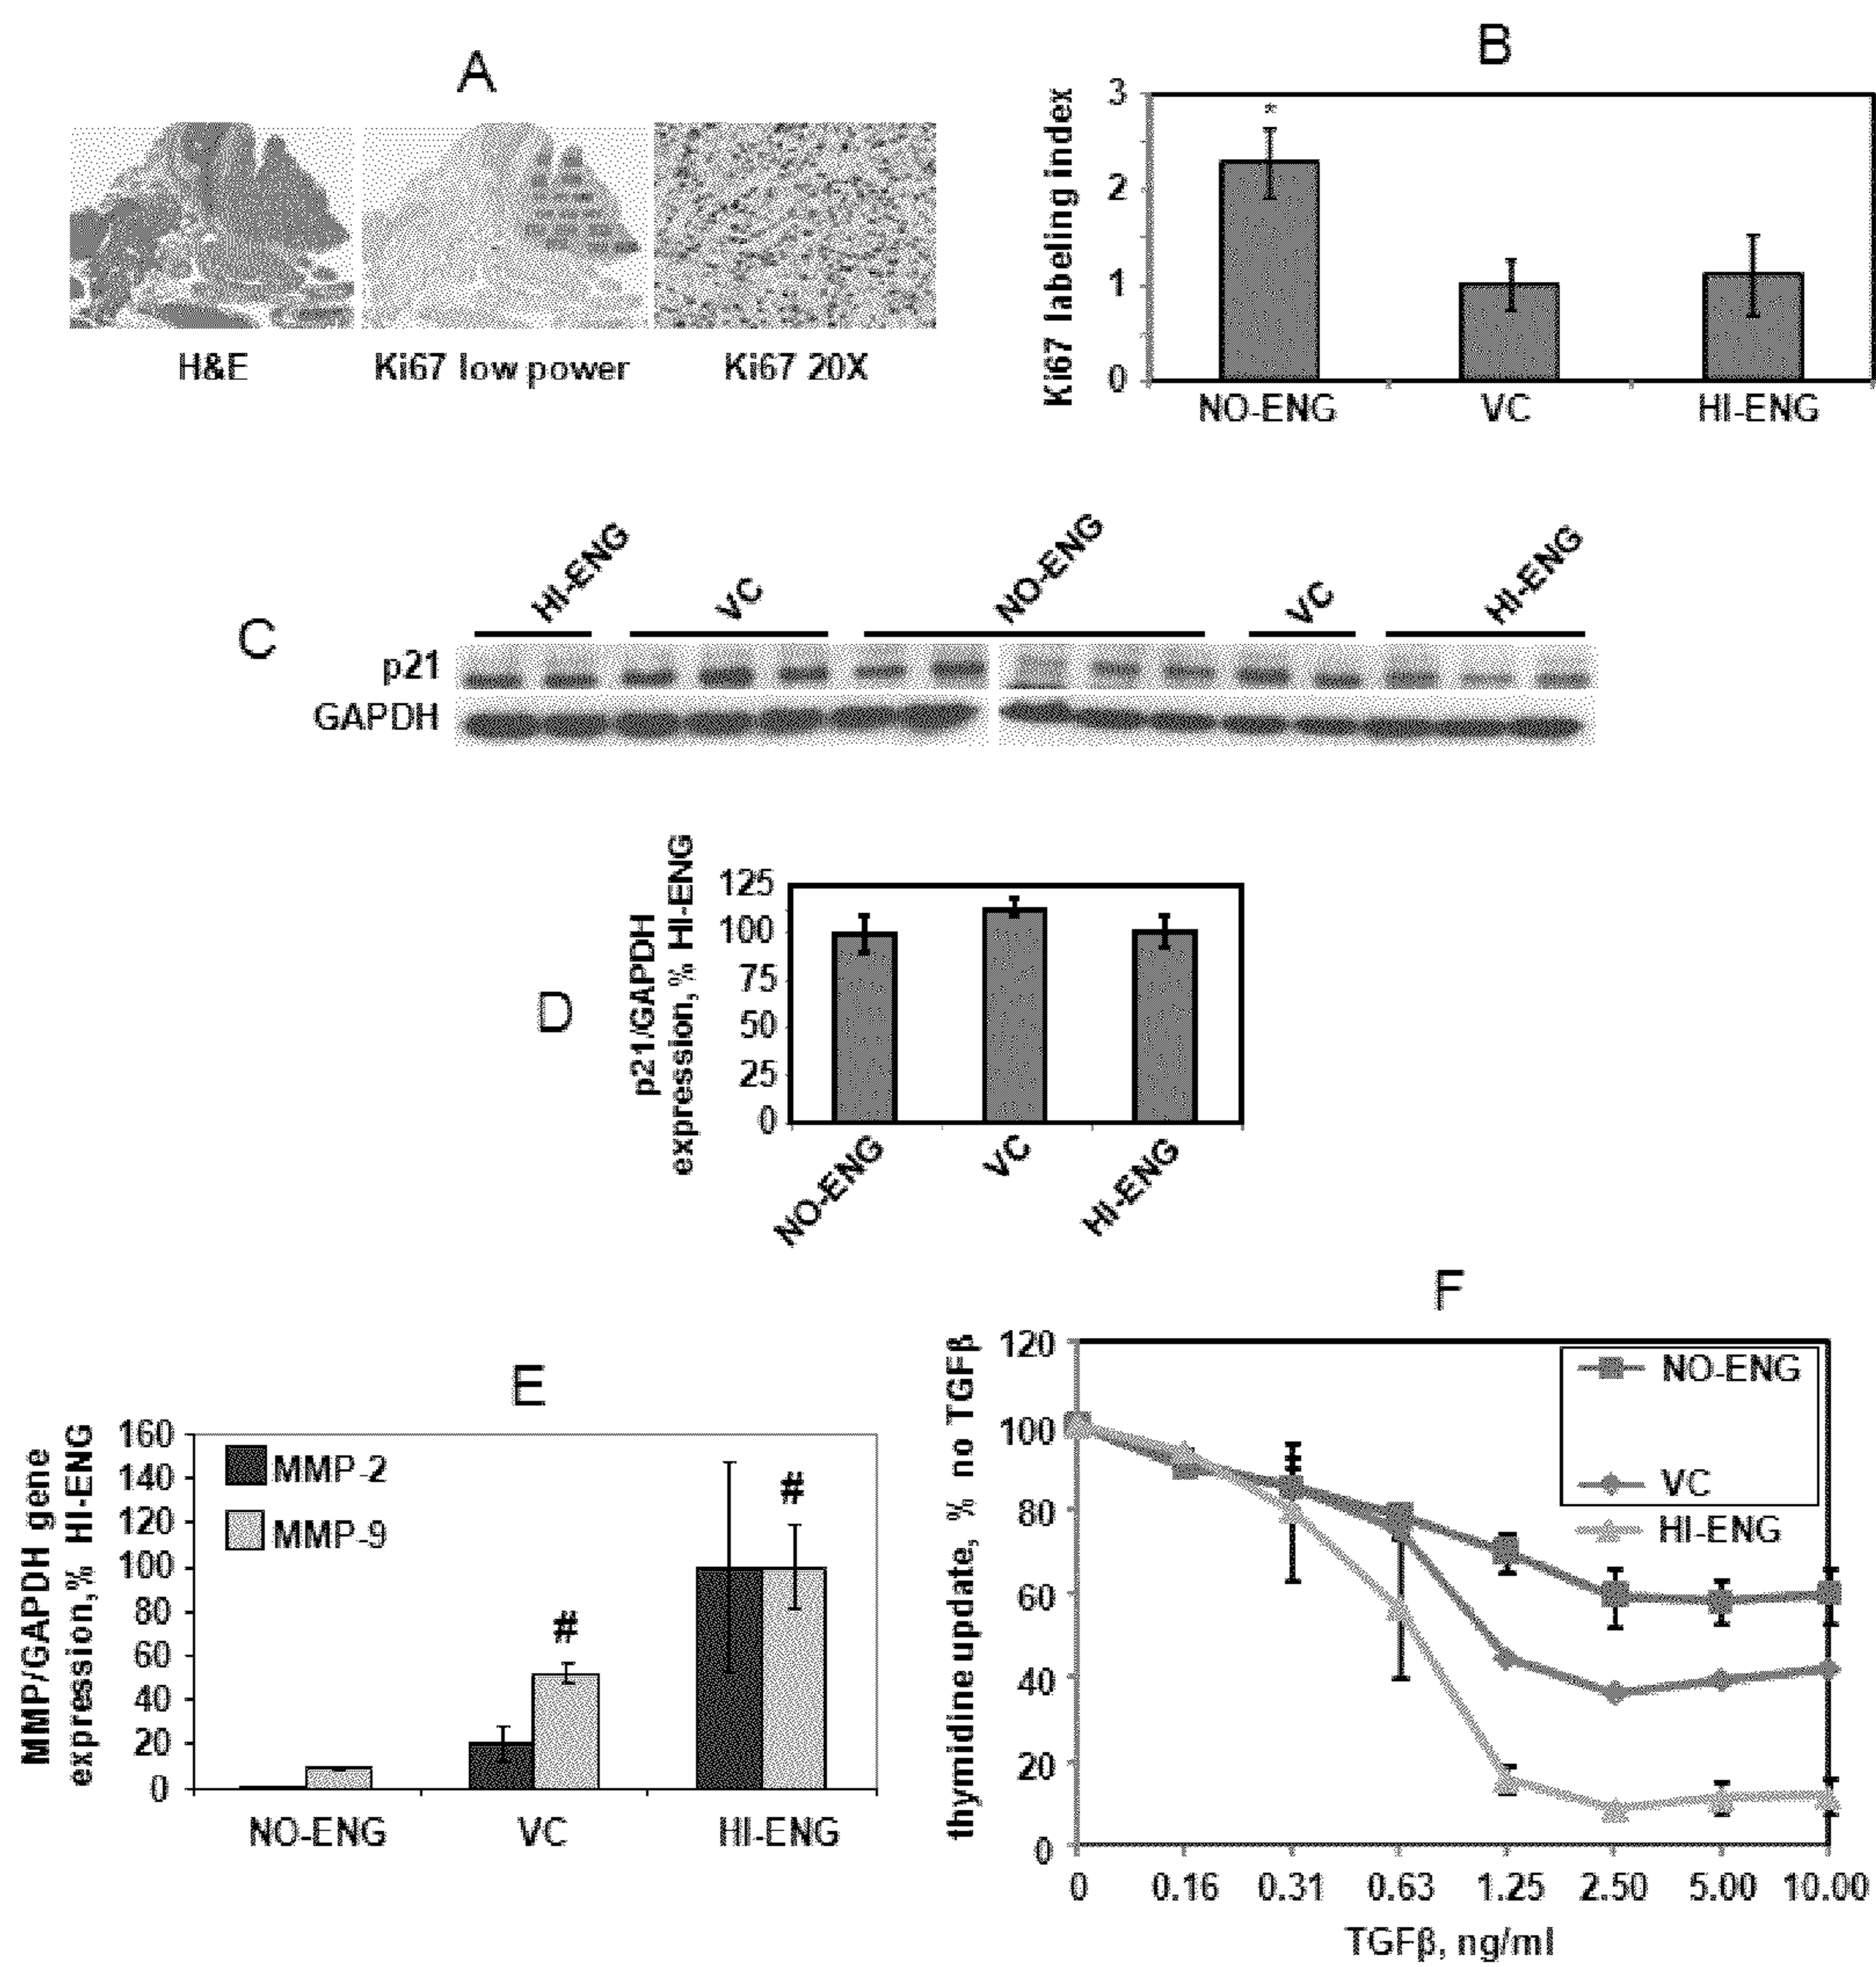 A
H&E
Ki67 low power
Ki67 20X
B
Ki67 labeling index
3
2
1
0
*
NO-ENG
VC
HI-ENG
C
HI-ENG
VC
NO-ENG
VC
HI-ENG
p21
GAPDH
D
p21/GAPDH
expression,% HI-ENG
125
100
75
50
25
0
NO-ENG
VC
HI-ENG
E
MMP/GAPDH gene
expression,% HI-ENG
160
140
120
100
80
60
40
20
0
MMP-2
MMP-9
#
#
NO-ENG
VC
HI-ENG
F
thymidine update, % no TGFβ
120
100
80
60
40
20
0
NO-ENG
VC
HI-ENG
0 0.16 0.31 0.63 1.25 2.50 5.00 10.00
TGFβ, ng/ml